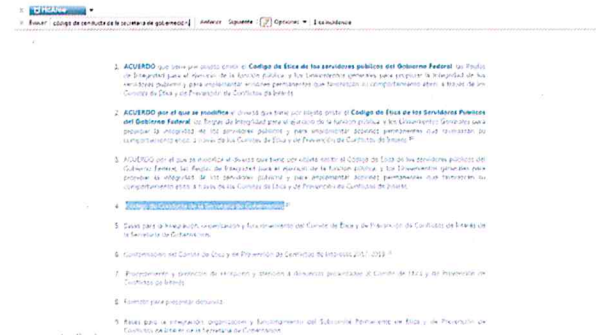 McAfee
Buscar código de conducta de la secretaria de gobernación Anterior Siguiente Opciones
1. ACUERDO que tiene por objeto emitir el Código de Ética de los servidores públicos del Gobierno Federal, las Reglas
de Integridad para el ejercicio de la función pública, y los Lineamientos generales para propiciar la integridad de los
servidores públicos y para implementar acciones permanentes que favorezcan su comportamiento ético, a través de los
Comités de Ética y de Prevención de Conflictos de Interés.
2. ACUERDO por el que se modifica el diverso que tiene por objeto emitir el Código de Ética de los Servidores Públicos
del Gobierno Federal, las Reglas de Integridad para el ejercicio de la función pública, y los Lineamientos Generales para
propiciar la integridad de los servidores públicos y para implementar acciones permanentes que favorezcan su
comportamiento ético, a través de los Comités de Ética y de Prevención de Conflictos de Interés.
3. ACUERDO por el que se modifica el diverso que tiene por objeto emitir el Código de Ética de los servidores públicos del
Gobierno Federal, las Reglas de Integridad para el ejercicio de la función pública, y los Lineamientos generales para
propiciar la integridad de los servidores públicos y para implementar acciones permanentes que favorezcan su
comportamiento ético, a través de los Comités de Ética y de Prevención de Conflictos de Interés.
4. Código de Conducta de la Secretaría de Gobernación
5. Bases para la Integración, organización y funcionamiento del Comité de Ética y de Prevención de Conflictos de Interés de
la Secretaría de Gobernación.
6. Conformación del Comité de Ética y de Prevención de Conflictos de Intereses
7. Procedimiento y protocolo de recepción y atención a denuncias presentadas al Comité de Ética y de Prevención de
Conflictos de Interés
8. Formato para presentar denuncia
9. Bases para la integración, organización y funcionamiento del Subcomité Permanente de Ética y de Prevención de
Conflictos de Interés de la Secretaría de Gobernación